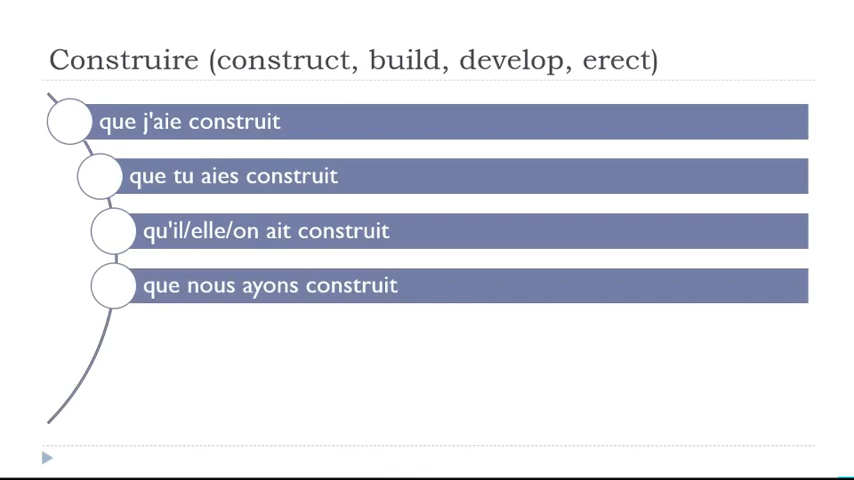 Construire (construct, build, develop, erect)
que j'aie construit
que tu aies construit
qu'il/elle/on ait construit
que nous ayons construit